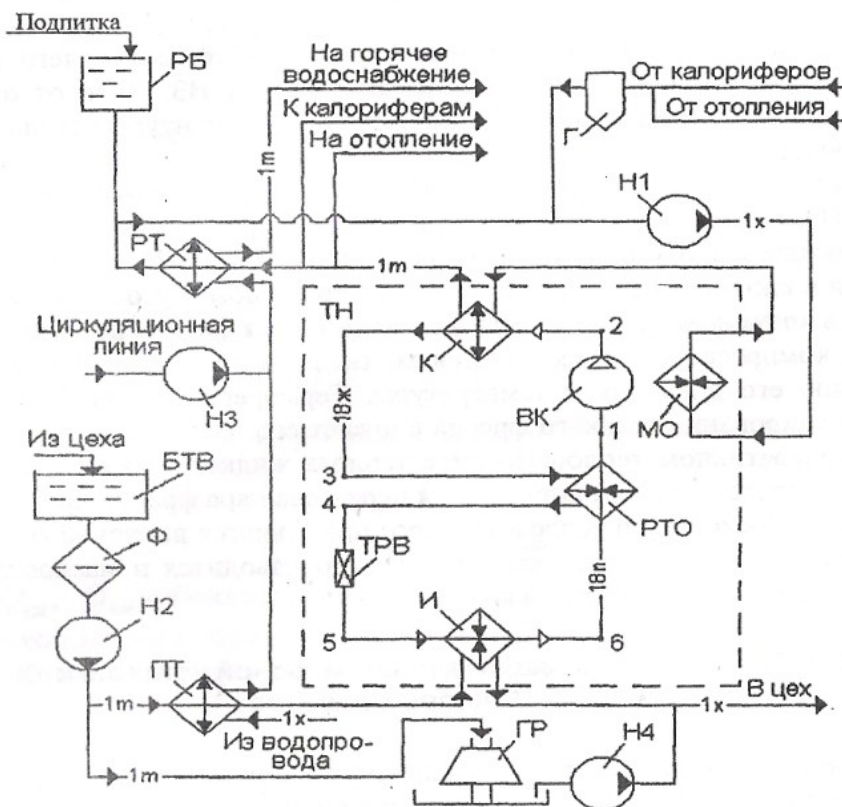 Подпитка
РБ
На горячее
водоснабжение
К калориферам
На отопление
От калориферов
От отопления
Г
Н1
1х
1m
РТ
1m
Циркуляционная
линия
Н3
ТН
К
2
ВК
МО
18ж
1
3
4
РТО
Из цеха
БТВ
Ф
ТРВ
18п
Н2
И
5
6
ПТ
1m
1х
Из водопро-
вода
1m
ГР
Н4
1х
В цех